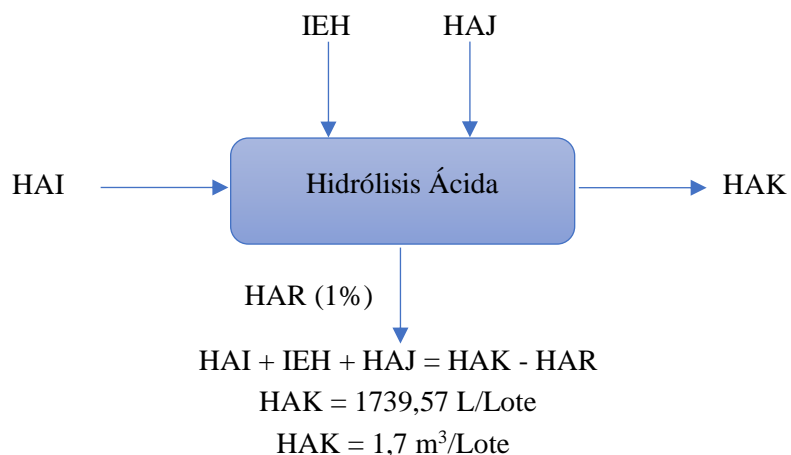 IEH HAJ
HAI Hidrólisis Ácida HAK
HAR (1%)
HAI + IEH + HAJ = HAK - HAR
HAK = 1739,57 L/Lote
HAK = 1,7 m³/Lote